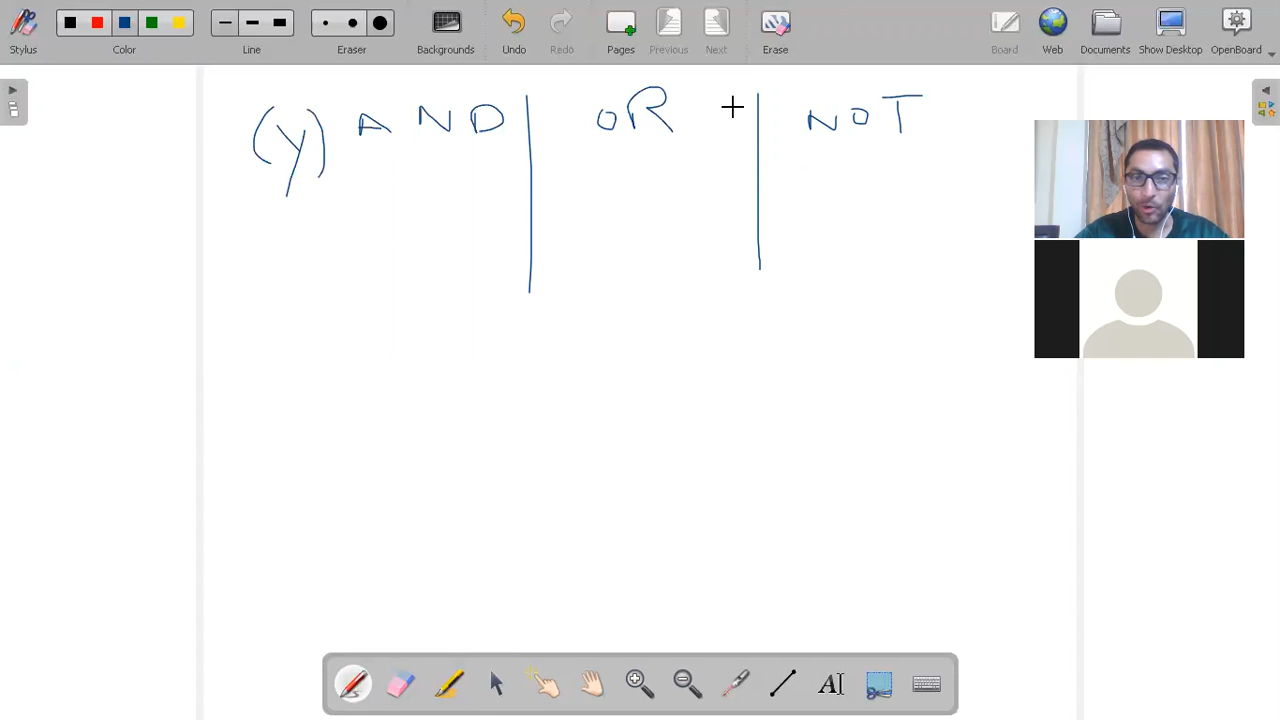 Stylus Color Line Eraser Backgrounds Undo Redo Pages Previous Next Erase Board Web Documents Show Desktop OpenBoard
(y) AND OR NOT
AI